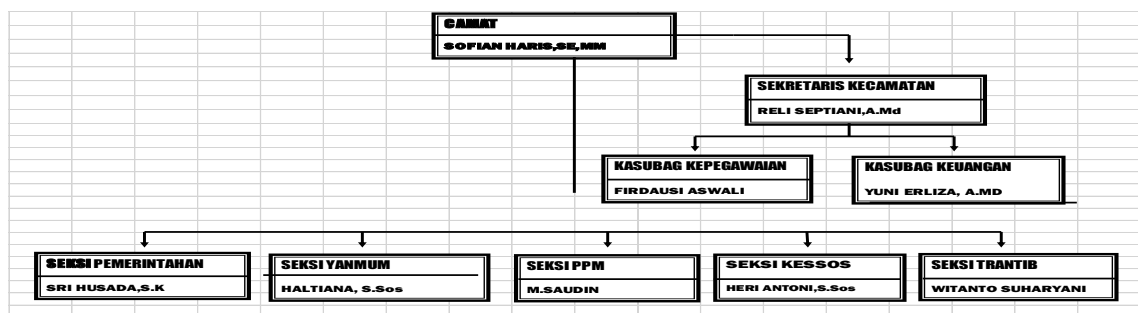 CAMAT
SOFIAN HARIS,SE,MM
SEKRETARIS KECAMATAN
RELI SEPTIANI,A.Md
KASUBAG KEPEGAWAIAN
FIRDAUSI ASWALI
KASUBAG KEUANGAN
YUNI ERLIZA, A.MD
SEKSI PEMERINTAHAN
SRI HUSADA,S.K
SEKSI YANMUM
HALTIANA, S.Sos
SEKSI PPM
M.SAUDIN
SEKSI KESSOS
HERI ANTONI,S.Sos
SEKSI TRANTIB
WITANTO SUHARYANI